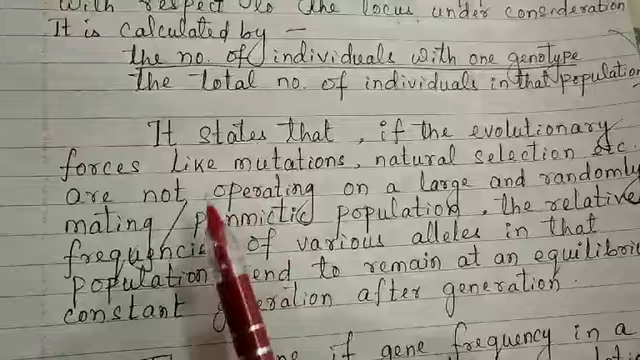 with respect to the locus under consideration
It is calculated by —
the no. of individuals with one genotype
the total no. of individuals in that population
It states that, if the evolutionary
forces like mutations, natural selection etc.
are not operating on a large and randomly
mating / panmictic population, the relative
of various alleles in that
population tend to remain at an
constant generation after generation.
if gene frequency in a